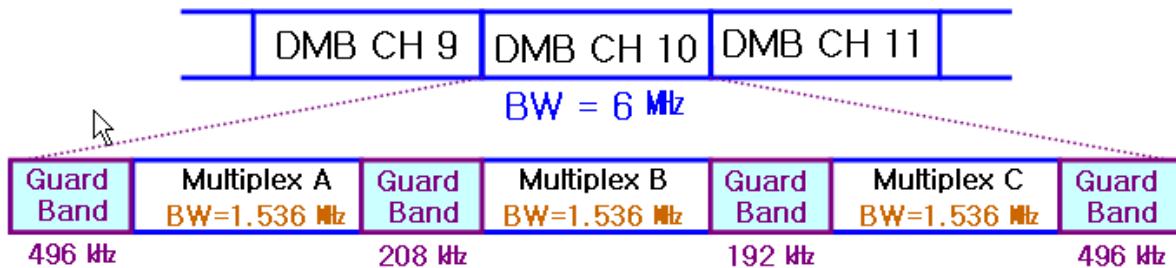 DMB CH 9 DMB CH 10 DMB CH 11
BW = 6 MHz
Guard Band Multiplex A BW=1.536 MHz Guard Band Multiplex B BW=1.536 MHz Guard Band Multiplex C BW=1.536 MHz Guard Band
496 kHz 208 kHz 192 kHz 496 kHz